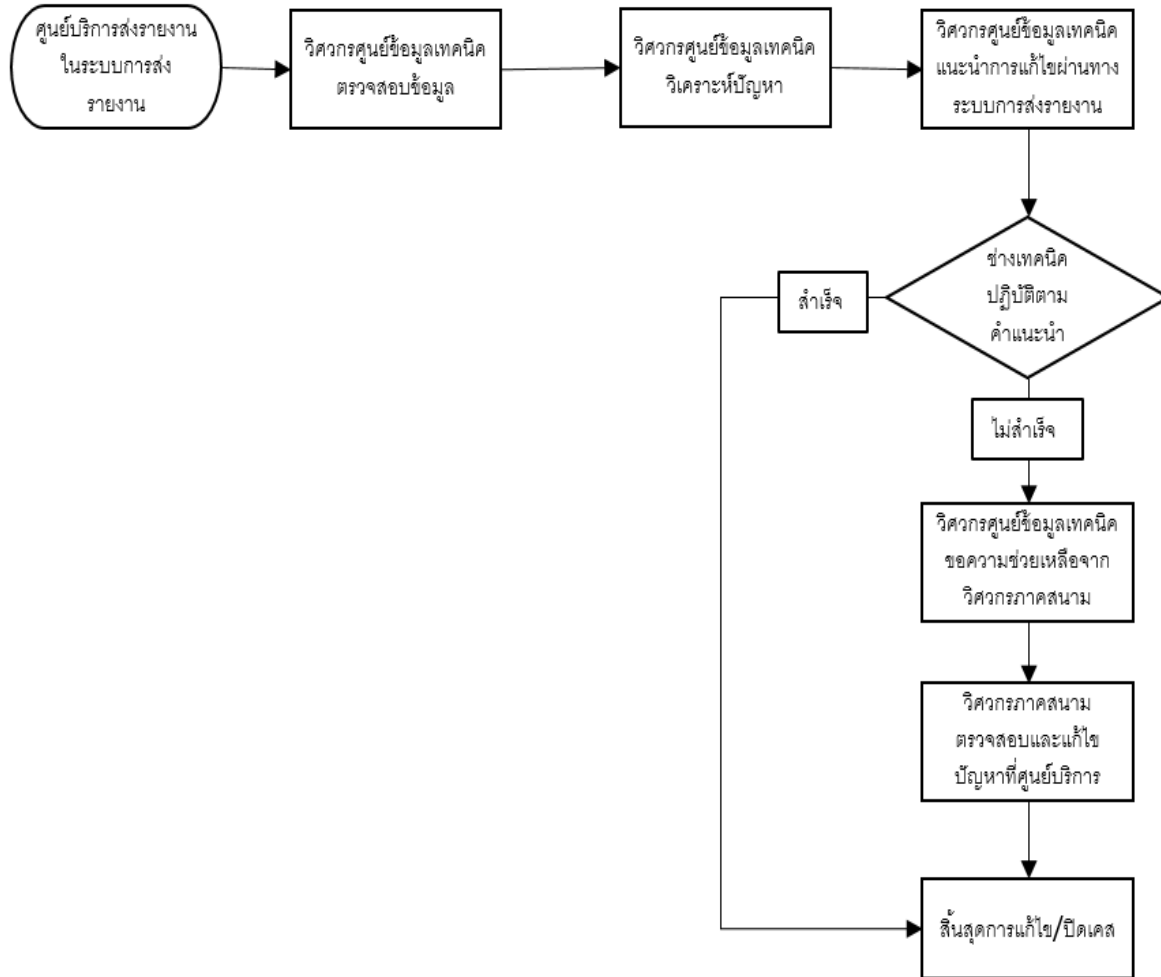 ศูนย์บริการส่งรายงาน
ในระบบการส่ง
รายงาน
วิศวกรศูนย์ข้อมูลเทคนิค
ตรวจสอบข้อมูล
วิศวกรศูนย์ข้อมูลเทคนิค
วิเคราะห์ปัญหา
วิศวกรศูนย์ข้อมูลเทคนิค
แนะนำการแก้ไขผ่านทาง
ระบบการส่งรายงาน
ช่างเทคนิค
ปฏิบัติตาม
คำแนะนำ
สำเร็จ
ไม่สำเร็จ
วิศวกรศูนย์ข้อมูลเทคนิค
ขอความช่วยเหลือจาก
วิศวกรภาคสนาม
วิศวกรภาคสนาม
ตรวจสอบและแก้ไข
ปัญหาที่ศูนย์บริการ
สิ้นสุดการแก้ไข/ปิดเคส